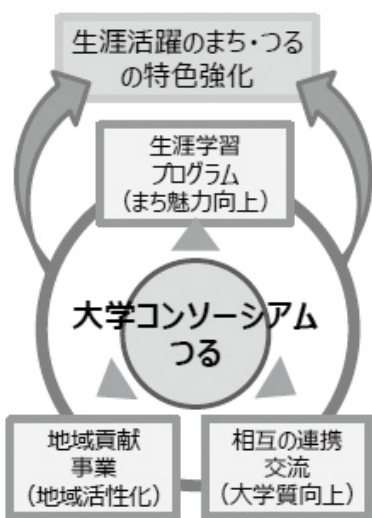 生涯活躍のまち・つる
の特色強化
生涯学習
プログラム
(まち魅力向上)
大学コンソーシアム
つる
地域貢献
事業
(地域活性化)
相互の連携
交流
(大学質向上)